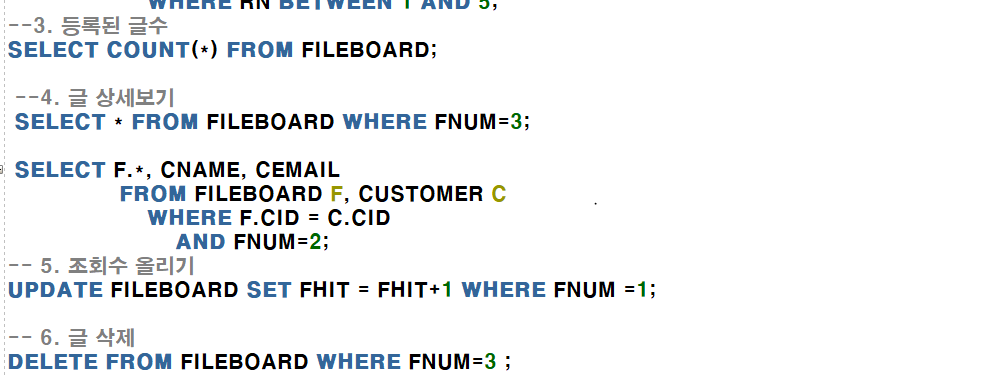 WHERE RN BETWEEN 1 AND 5;
--3. 등록된 글수
SELECT COUNT(*) FROM FILEBOARD;
--4. 글 상세보기
SELECT * FROM FILEBOARD WHERE FNUM=3;
SELECT F.*, CNAME, CEMAIL
FROM FILEBOARD F, CUSTOMER C
WHERE F.CID = C.CID
AND FNUM=2;
-- 5. 조회수 올리기
UPDATE FILEBOARD SET FHIT = FHIT+1 WHERE FNUM =1;
-- 6. 글 삭제
DELETE FROM FILEBOARD WHERE FNUM=3 ;